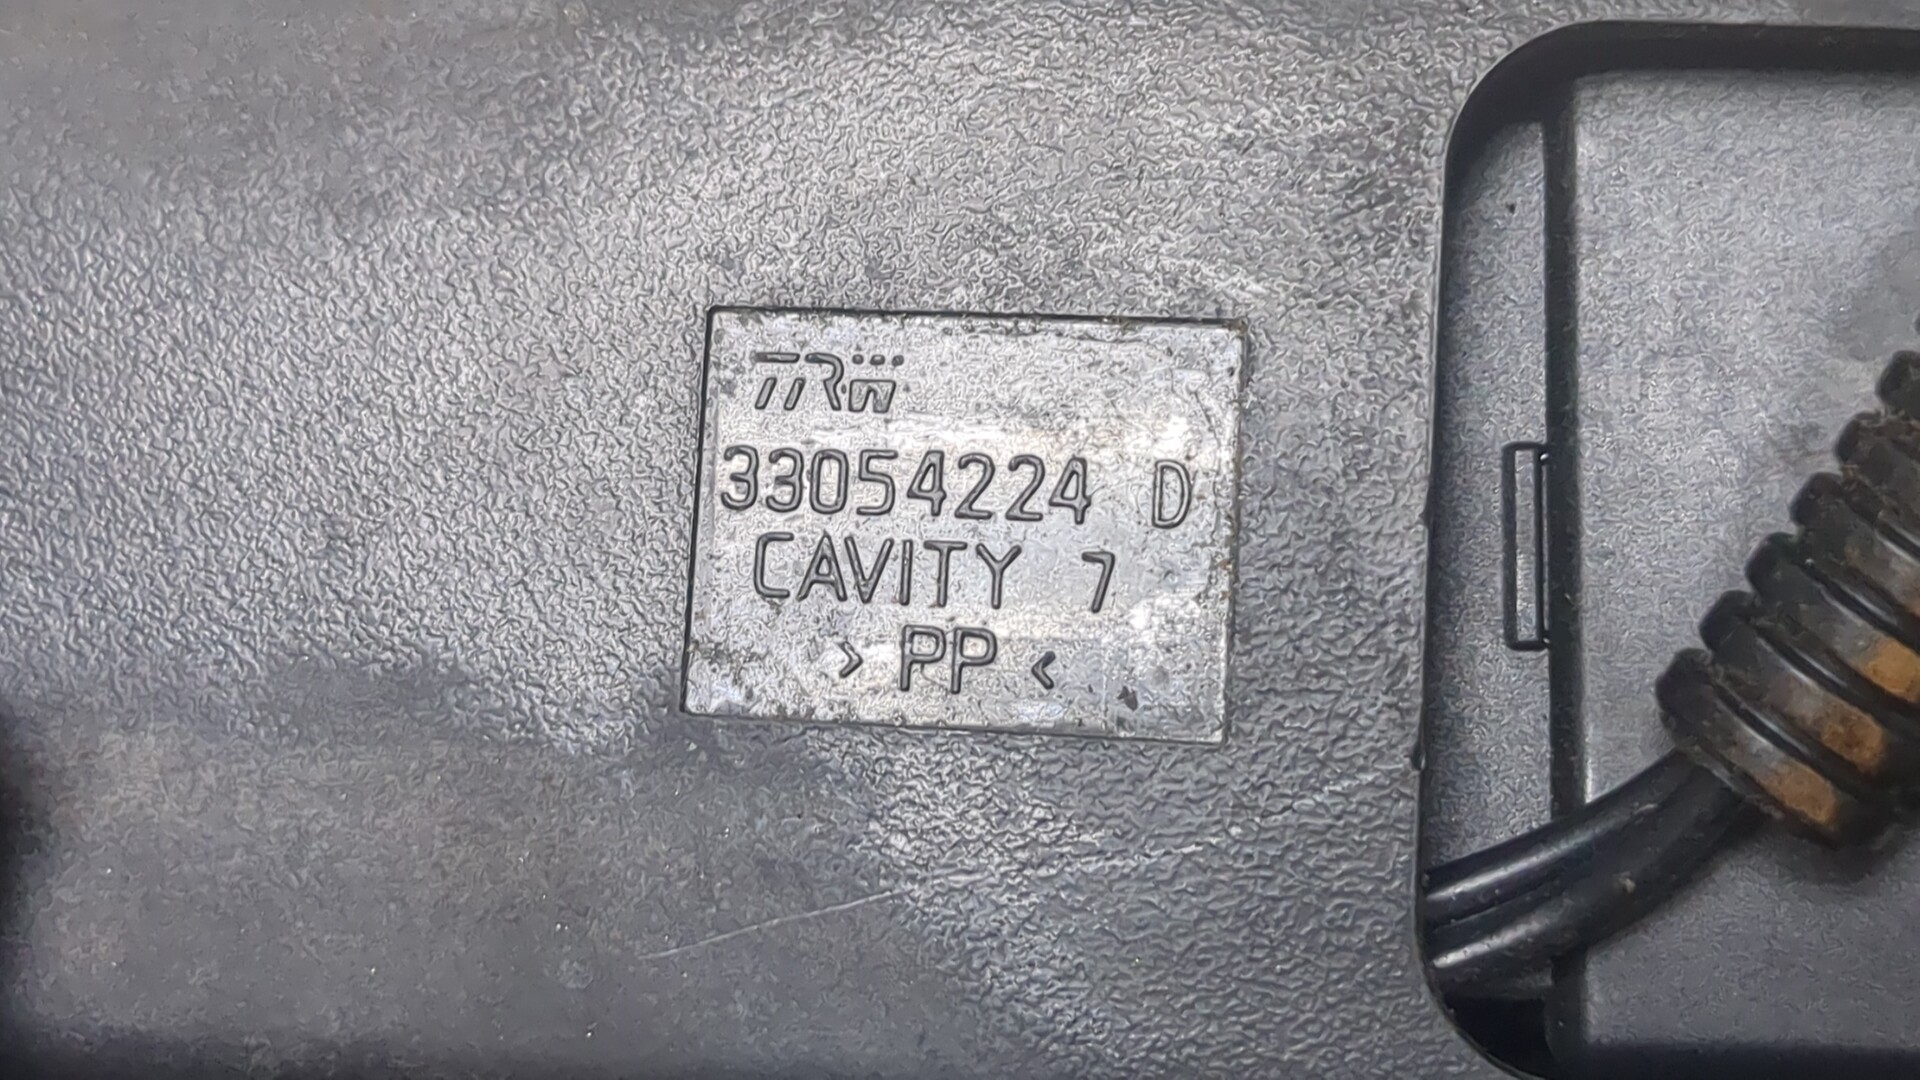 TRW
33054224 D
CAVITY 7
> PP <